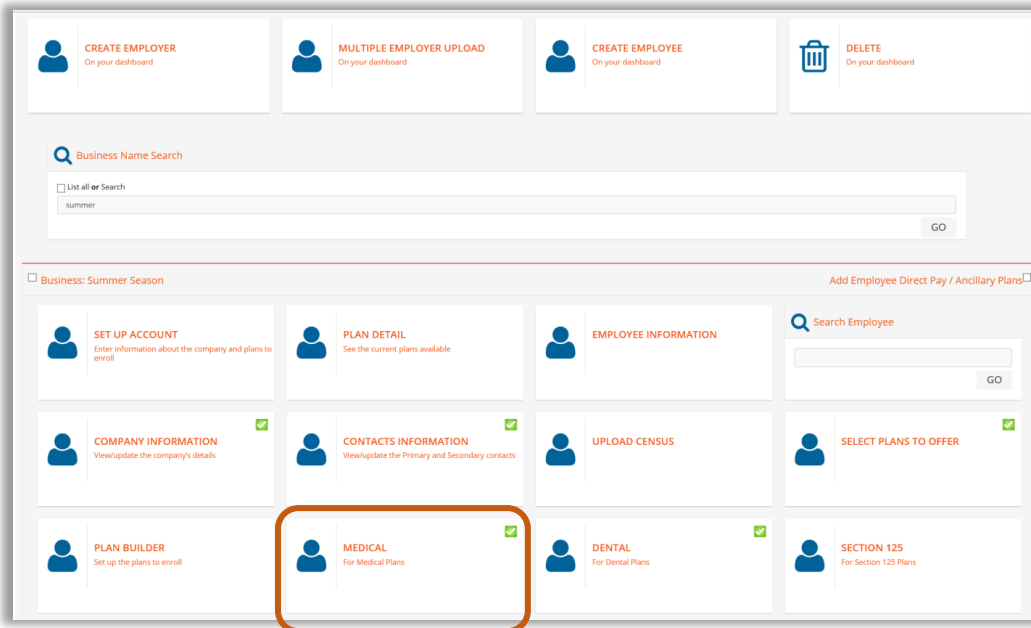 CREATE EMPLOYER
On your dashboard
MULTIPLE EMPLOYER UPLOAD
On your dashboard
CREATE EMPLOYEE
On your dashboard
DELETE
On your dashboard
Business Name Search
List all or Search
summer
GO
Business: Summer Season
Add Employee Direct Pay / Ancillary Plans
SET UP ACCOUNT
Enter information about the company and plans to
enroll
PLAN DETAIL
See the current plans available
EMPLOYEE INFORMATION
Search Employee
GO
COMPANY INFORMATION
View/update the company's details
CONTACTS INFORMATION
View/update the Primary and Secondary contacts
UPLOAD CENSUS
SELECT PLANS TO OFFER
PLAN BUILDER
Set up the plans to enroll
MEDICAL
For Medical Plans
DENTAL
For Dental Plans
SECTION 125
For Section 125 Plans